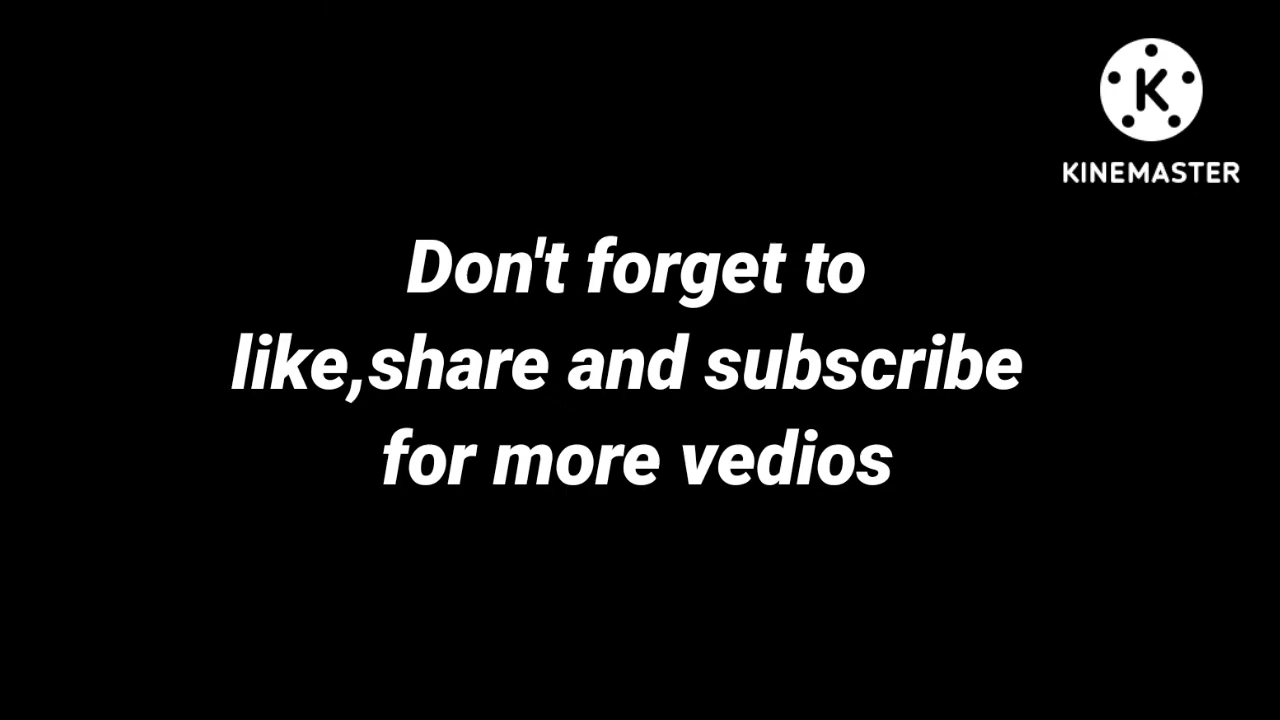 K
KINEMASTER
Don't forget to
like,share and subscribe
for more vedios